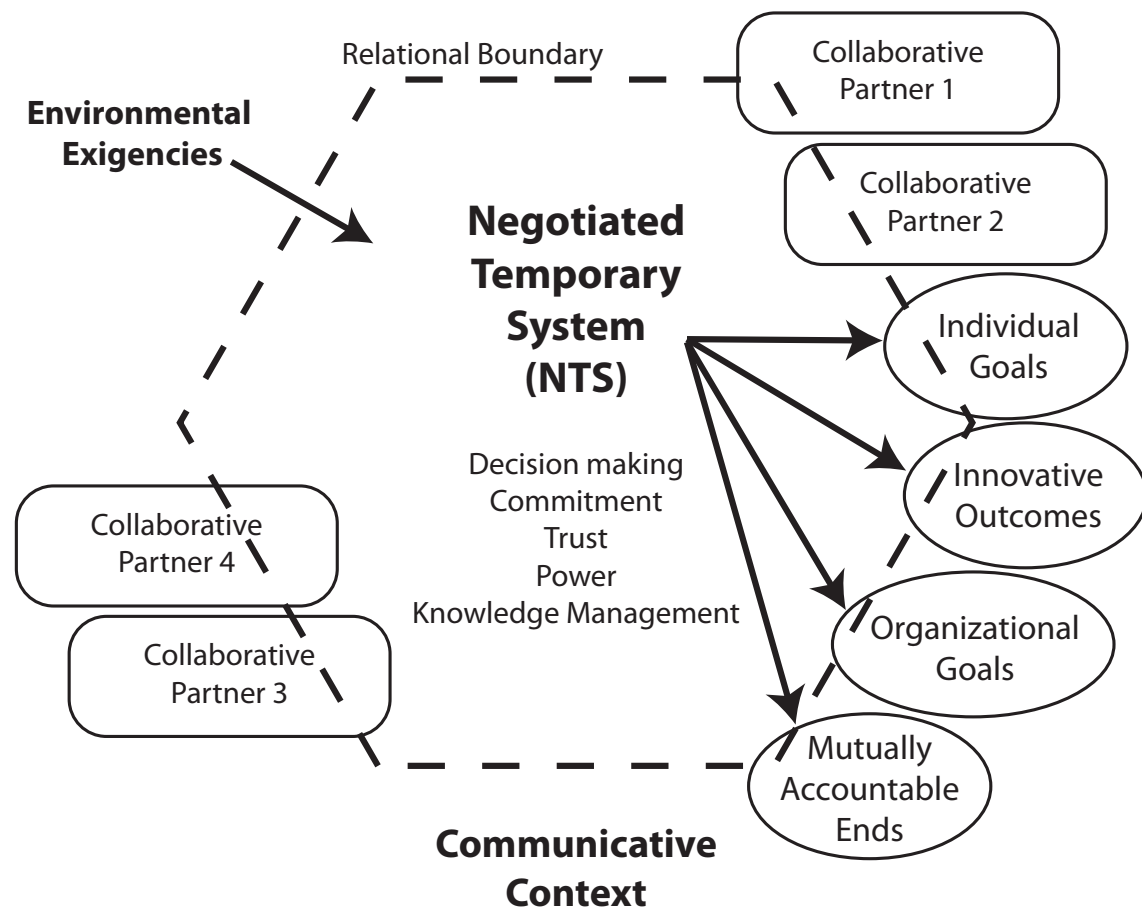 Relational Boundary
Collaborative
Partner 1
Environmental
Exigencies
Collaborative
Partner 2
Negotiated
Temporary
System
(NTS)
Individual
Goals
Decision making
Commitment
Trust
Power
Knowledge Management
Innovative
Outcomes
Collaborative
Partner 4
Organizational
Goals
Collaborative
Partner 3
Mutually
Accountable
Ends
Communicative
Context